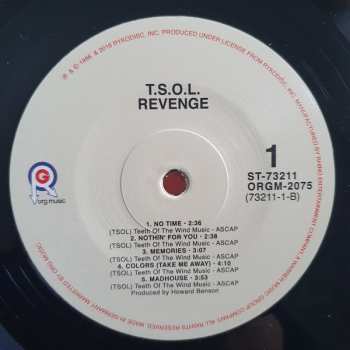 ℗ & © 1986 & 2016 RYKODISC, INC. PRODUCED UNDER LICENSE FROM RYKODISC, INC.
T.S.O.L.
REVENGE
1
ST-73211
ORGM-2075
(73211-1-B)
R
org music
1. NO TIME - 2:36
(TSOL) Teeth Of The Wind Music - ASCAP
2. NOTHIN' FOR YOU - 2:38
(TSOL) Teeth Of The Wind Music - ASCAP
3. MEMORIES - 3:07
(TSOL) Teeth Of The Wind Music - ASCAP
4. COLORS (TAKE ME AWAY) - 4:10
(TSOL) Teeth Of The Wind Music - ASCAP
5. MADHOUSE - 3:53
(TSOL) Teeth Of The Wind Music - ASCAP
Produced by Howard Benson